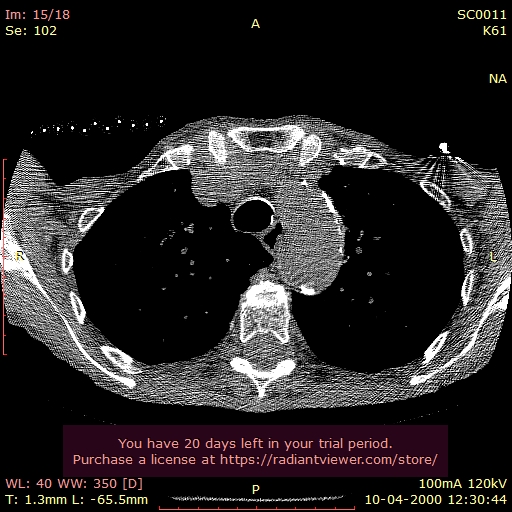 Im: 15/18
Se: 102
A
SC0011
K61
NA
R
L
You have 20 days left in your trial period.
Purchase a license at https://radiantviewer.com/store/
WL: 40 WW: 350 [D]
T: 1.3mm L: -65.5mm
P
100mA 120kV
10-04-2000 12:30:44